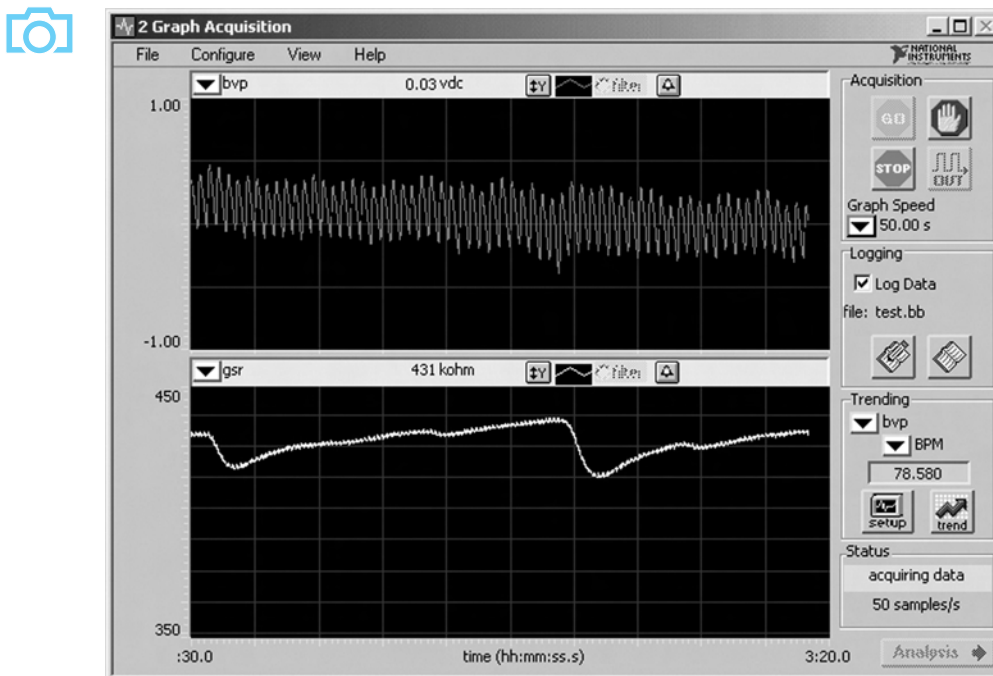 2 Graph Acquisition
File Configure View Help
NATIONAL INSTRUMENTS
bvp 0.03 vdc Y filter
1.00
-1.00
gsr 431 kohm Y filter
450
350
:30.0 time (hh:mm:ss.s) 3:20.0
Acquisition
GO
STOP OUT
Graph Speed
50.00 s
Logging
Log Data
file: test.bb
Trending
bvp
BPM
78.580
setup trend
Status
acquiring data
50 samples/s
Analysis